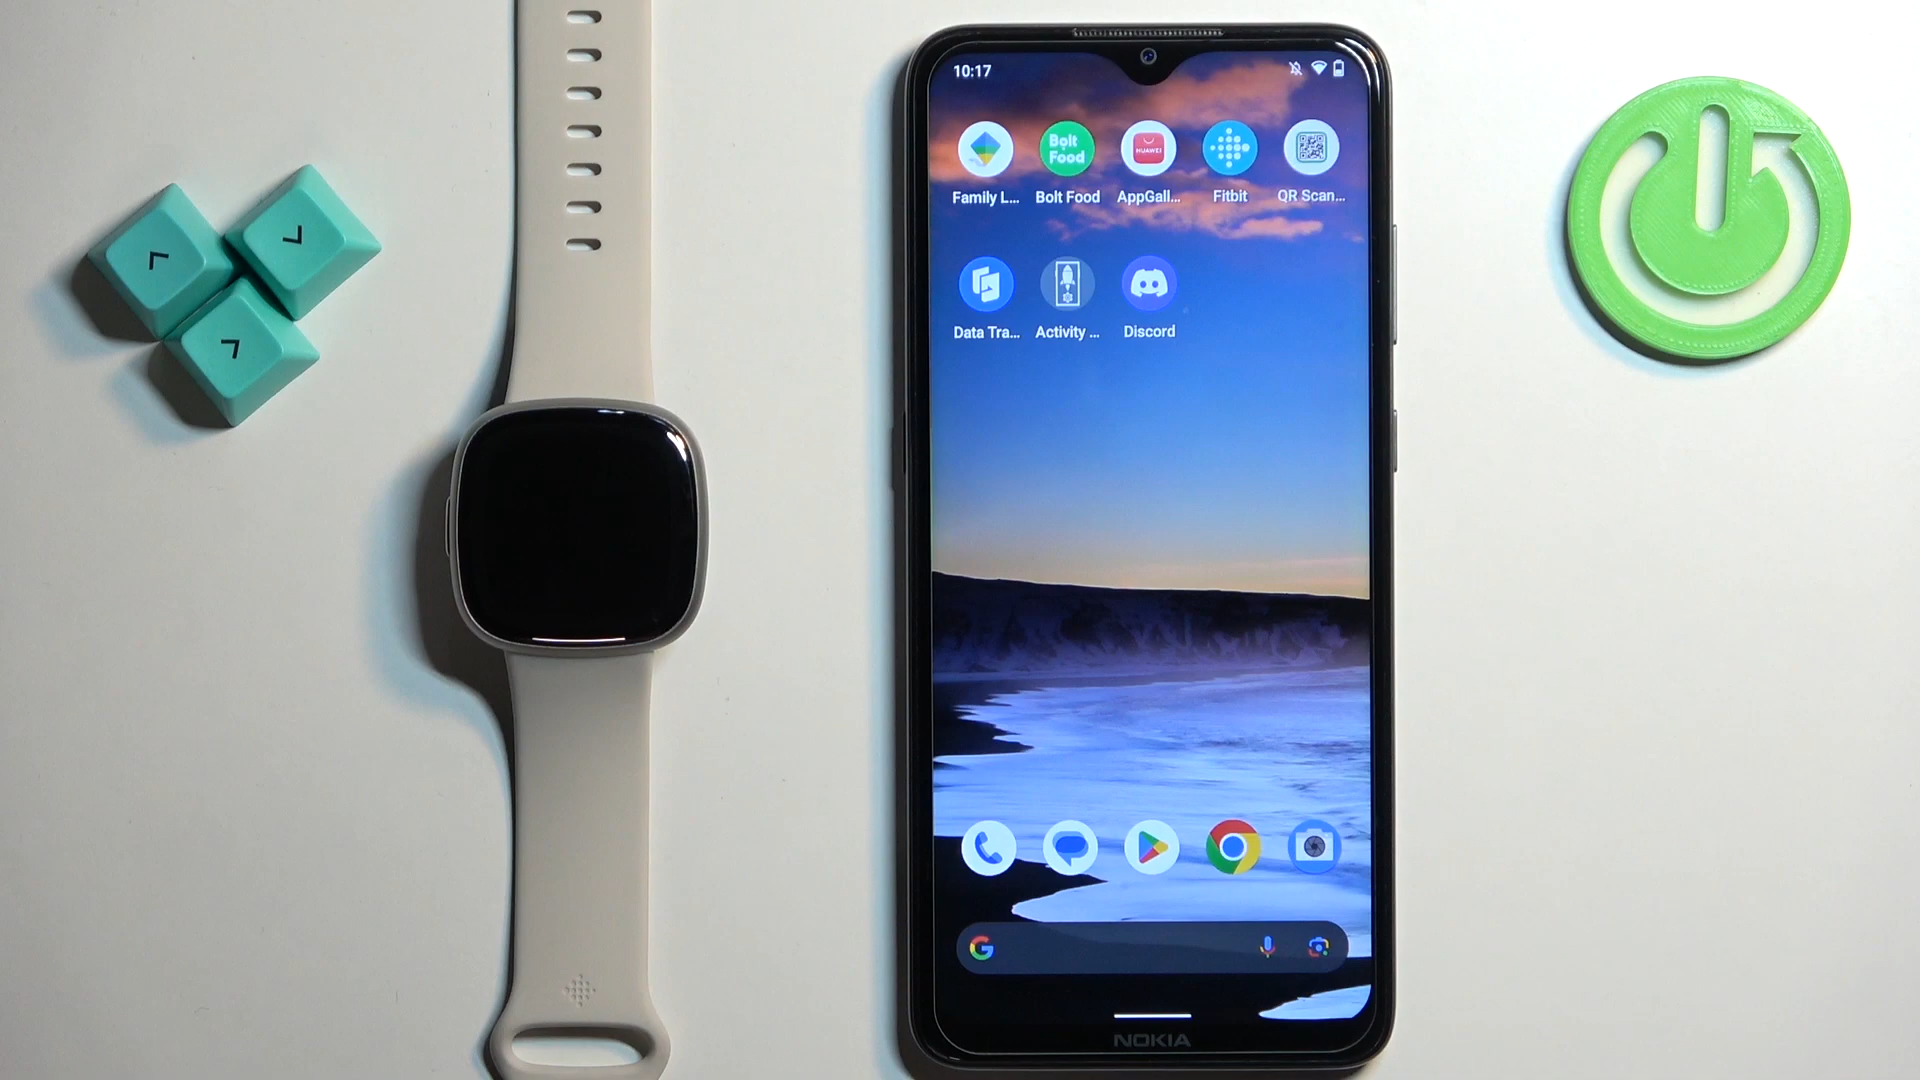 10:17
Bolt
Food
HUAWEI
Family L... Bolt Food AppGall... Fitbit QR Scan...
Data Tra... Activity ... Discord
G
NOKIA